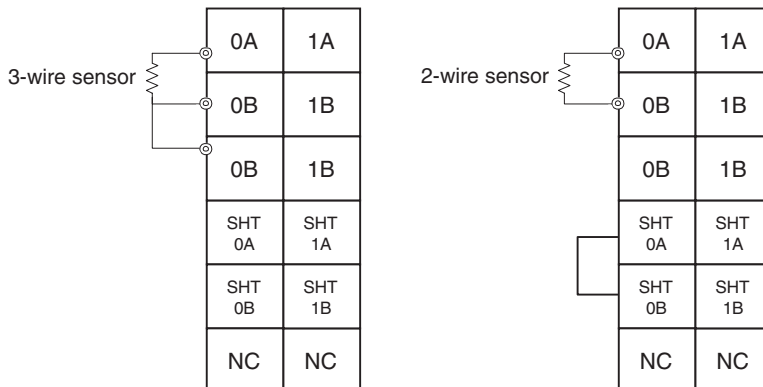 3-wire sensor
0A 1A
0B 1B
0B 1B
SHT 0A SHT 1A
SHT 0B SHT 1B
NC NC
2-wire sensor
0A 1A
0B 1B
0B 1B
SHT 0A SHT 1A
SHT 0B SHT 1B
NC NC